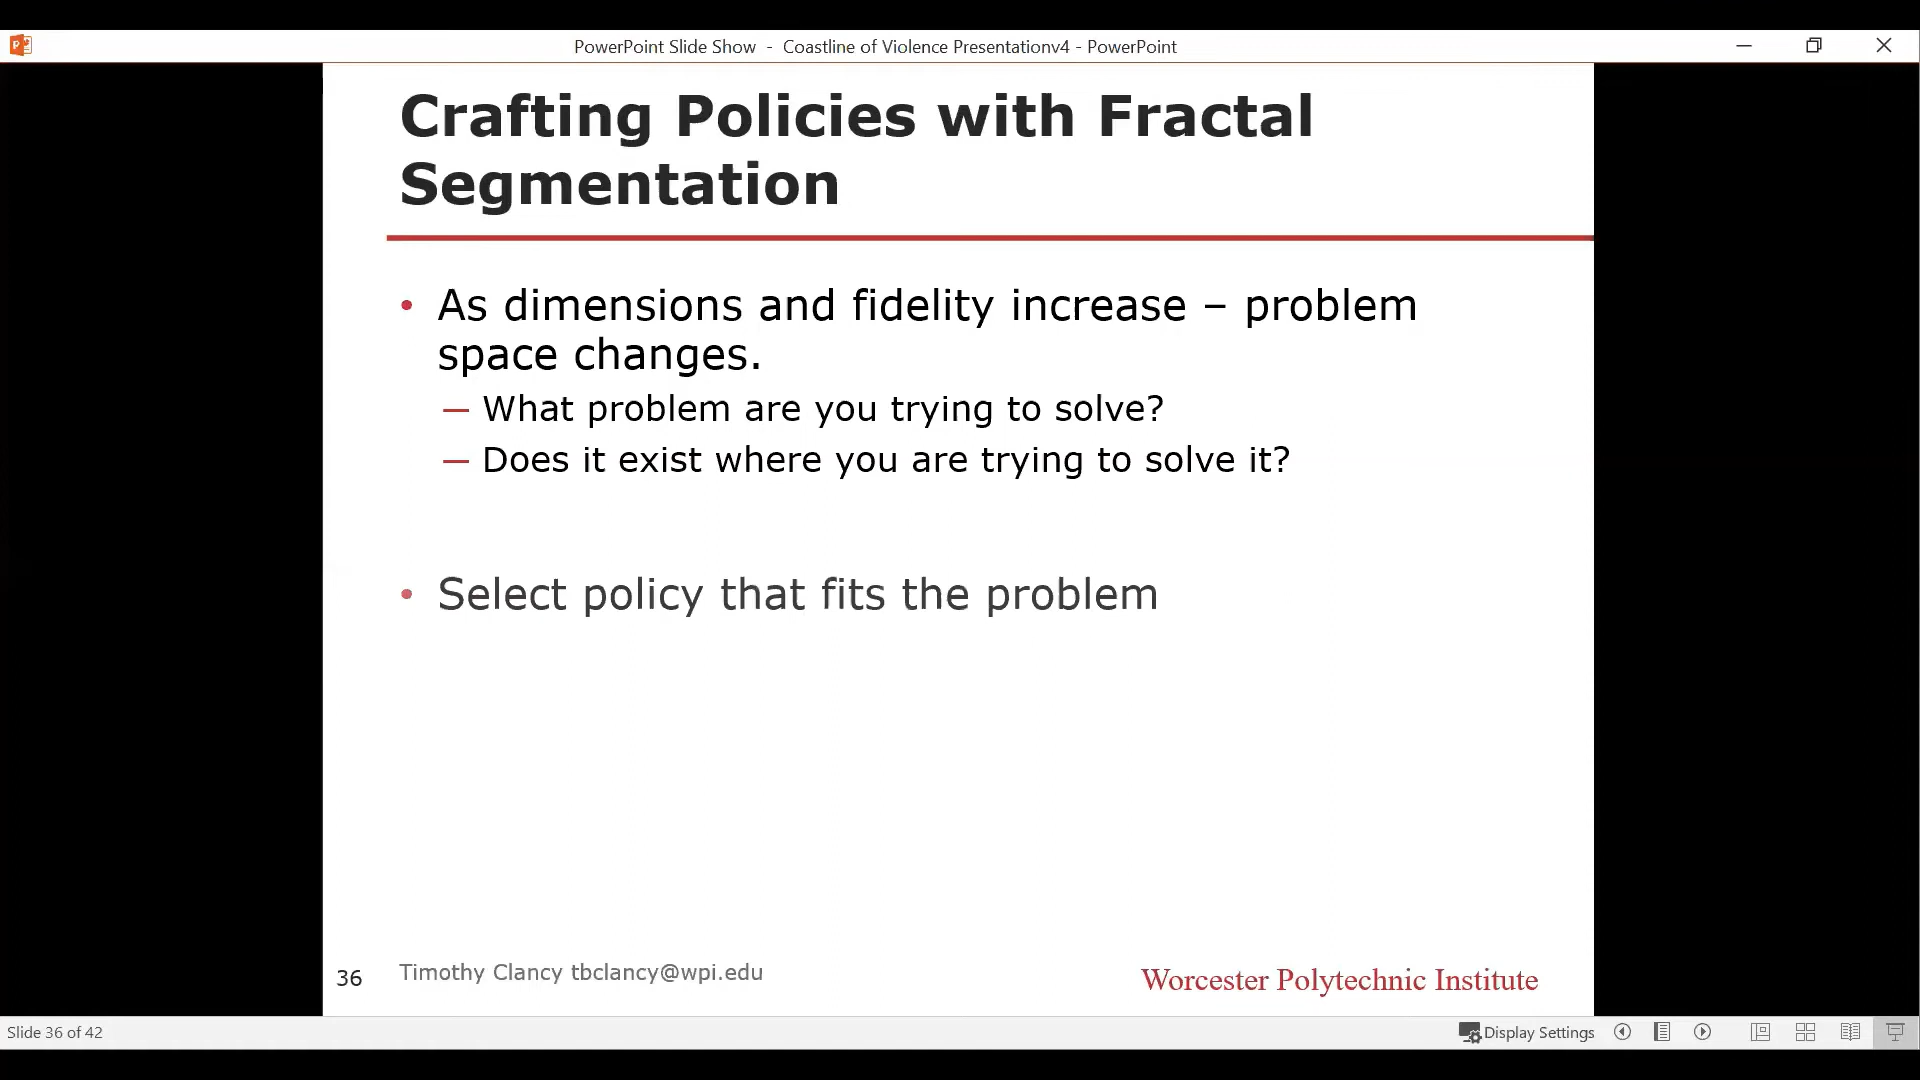 PowerPoint Slide Show - Coastline of Violence Presentationv4 - PowerPoint
Crafting Policies with Fractal
Segmentation
• As dimensions and fidelity increase – problem
space changes.
— What problem are you trying to solve?
— Does it exist where you are trying to solve it?
• Select policy that fits the problem
36
Timothy Clancy tbclancy@wpi.edu
Worcester Polytechnic Institute
Slide 36 of 42
Display Settings